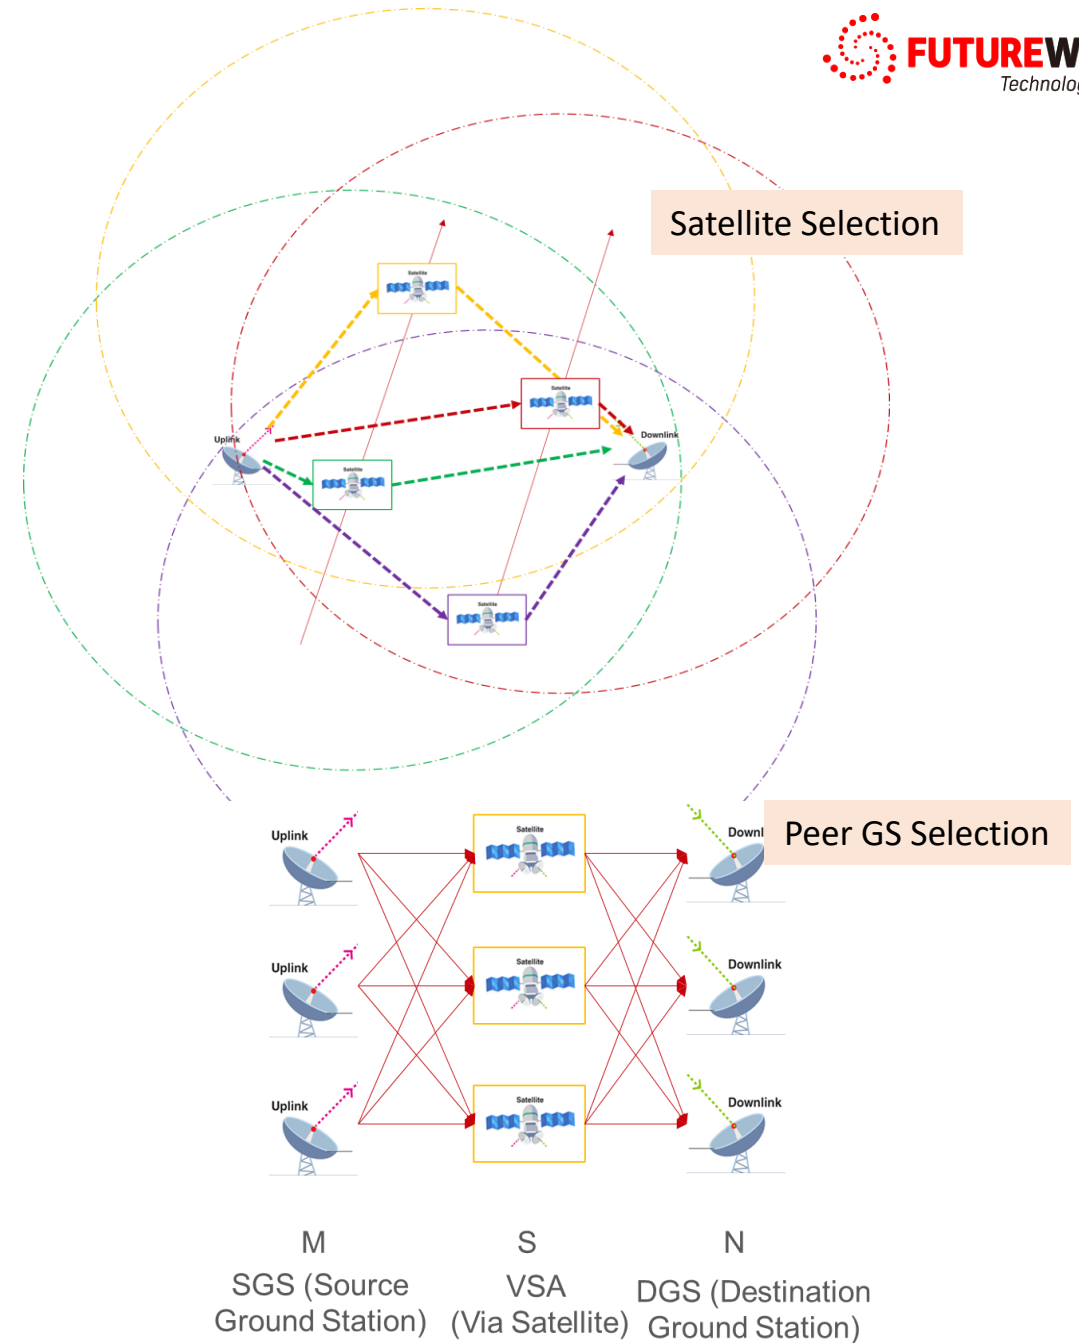 FUTUREW
Technolog
Satellite Selection
Satellite
Satellite
Uplink
Downlink
Satellite
Satellite
Peer GS Selection
Uplink
Satellite
Downl
Uplink
Satellite
Downlink
Uplink
Satellite
Downlink
M
S
N
SGS (Source
Ground Station)
VSA
(Via Satellite)
DGS (Destination
Ground Station)